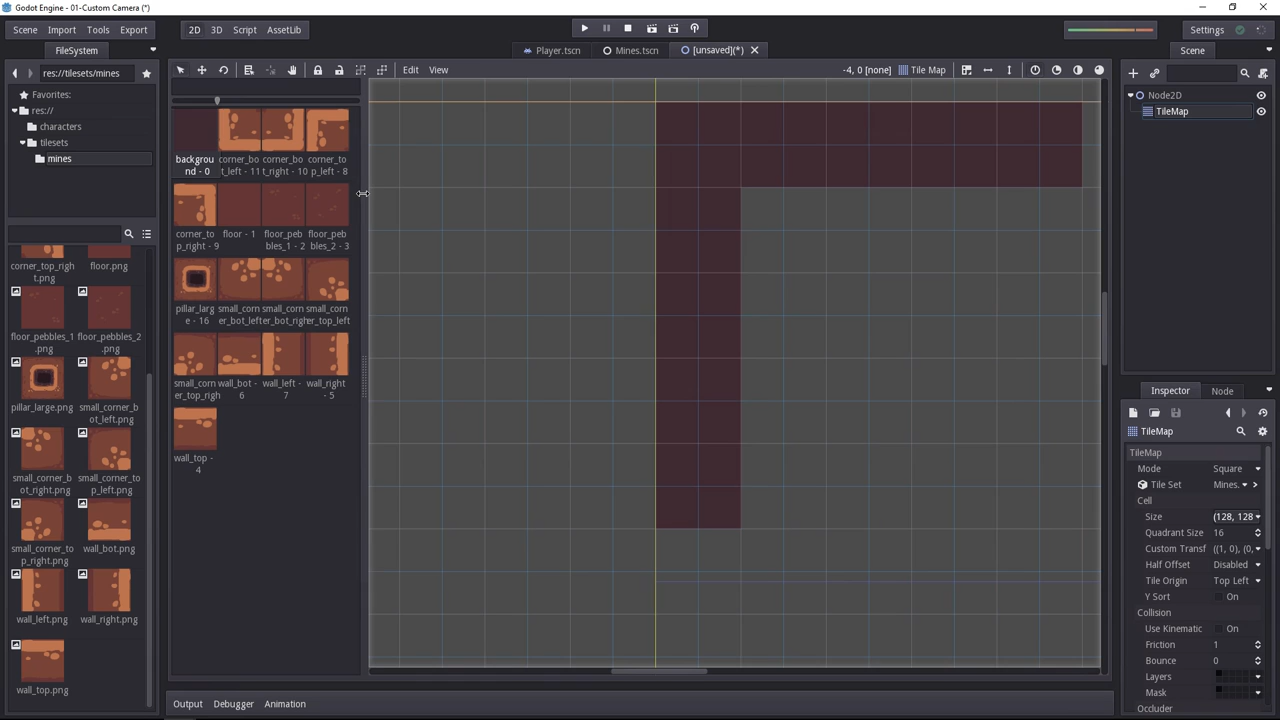 Godot Engine - 01-Custom Camera (*)
Scene Import Tools Export
2D 3D Script AssetLib
Settings
FileSystem
Player.tscn
Mines.tscn
[unsaved](*)
Scene
res://tilesets/mines
Edit View
-4, 0 [none]
Tile Map
Favorites:
res://
characters
tilesets
mines
Node2D
TileMap
backgrou
nd - 0
corner_bo
t_left - 11
corner_bo
t_right - 10
corner_to
p_left - 8
corner_to
p_right - 9
floor - 1
floor_peb
bles_1 - 2
floor_peb
bles_2 - 3
pillar_larg
e - 16
small_corn
er_bot_left
small_corn
er_bot_righ
small_corn
er_top_left
small_corn
er_top_righ
wall_bot -
6
wall_left -
7
wall_right
- 5
wall_top -
4
corner_top_righ
t.png
floor.png
floor_pebbles_1
.png
floor_pebbles_2
.png
pillar_large.png
small_corner_b
ot_left.png
small_corner_b
ot_right.png
small_corner_to
p_left.png
small_corner_to
p_right.png
wall_bot.png
wall_left.png
wall_right.png
wall_top.png
Output Debugger Animation
Inspector Node
TileMap
TileMap
Mode Square
Tile Set Mines.
Cell
Size (128, 128
Quadrant Size 16
Custom Transf ((1, 0), (0,
Half Offset Disabled
Tile Origin Top Left
Y Sort On
Collision
Use Kinematic On
Friction 1
Bounce 0
Layers
Mask
Occluder